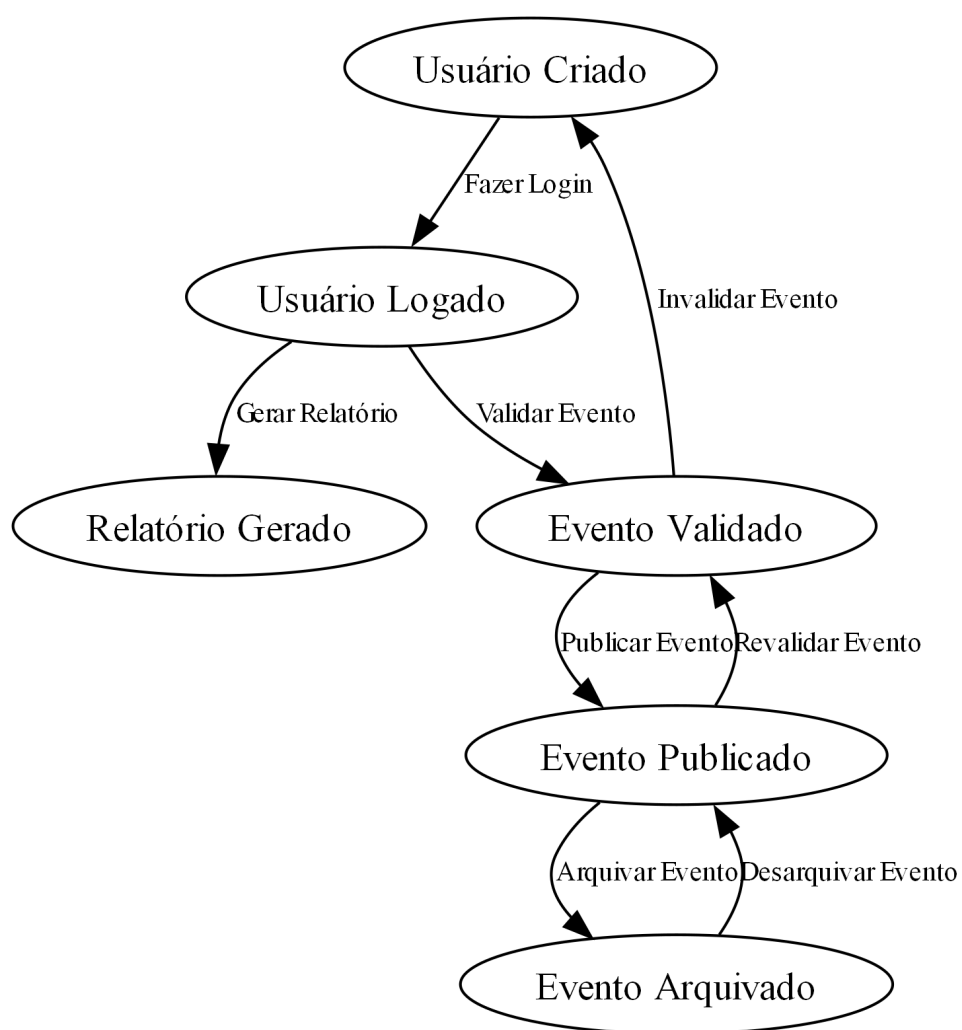 Usuário Criado
Fazer Login
Usuário Logado
Invalidar Evento
Gerar Relatório
Validar Evento
Relatório Gerado
Evento Validado
Publicar Evento
Revalidar Evento
Evento Publicado
Arquivar Evento
Desarquivar Evento
Evento Arquivado